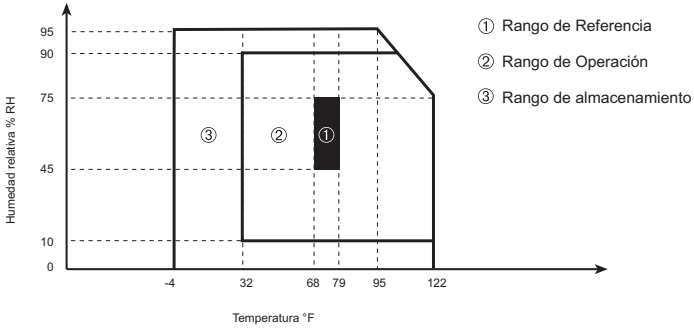 95
90
75
45
10
0
Humedad relativa % RH
-4 32 68 79 95 122
Temperatura °F
③ ② ①
① Rango de Referencia
② Rango de Operación
③ Rango de almacenamiento